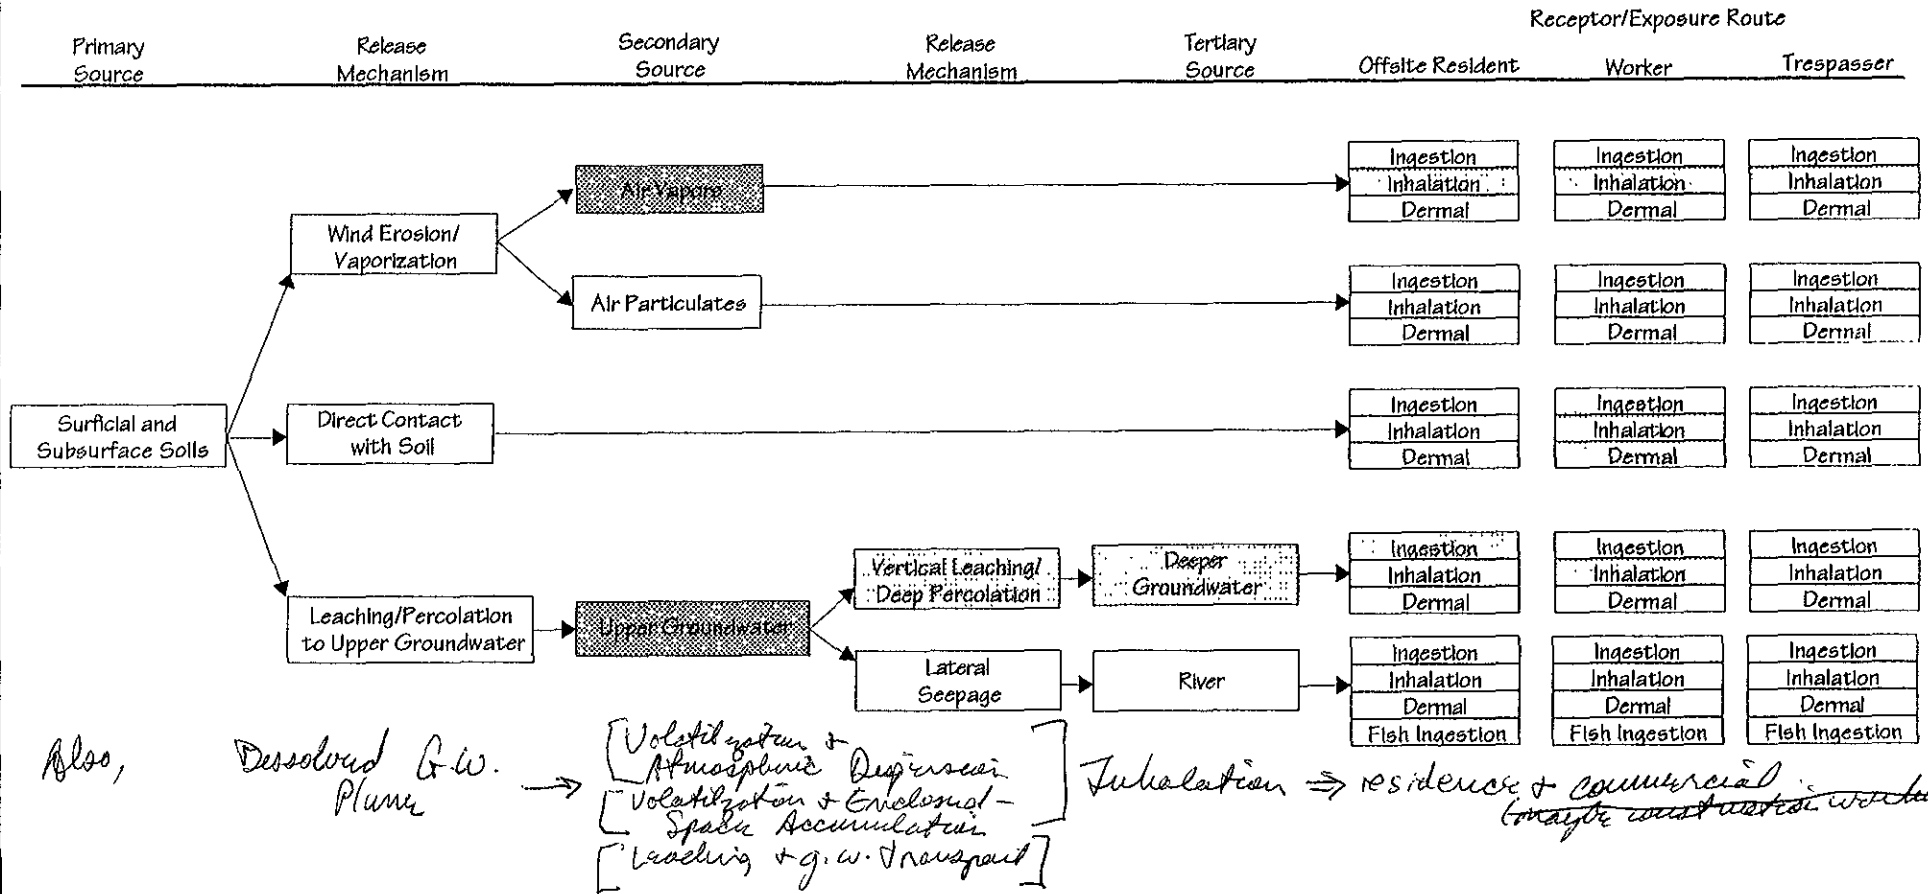 Receptor/Exposure Route
Primary Source
Release Mechanism
Secondary Source
Release Mechanism
Tertiary Source
Offsite Resident
Worker
Trespasser
Air Vapors
Ingestion
Inhalation
Dermal
Ingestion
Inhalation
Dermal
Ingestion
Inhalation
Dermal
Wind Erosion/
Vaporization
Air Particulates
Ingestion
Inhalation
Dermal
Ingestion
Inhalation
Dermal
Ingestion
Inhalation
Dermal
Surficial and
Subsurface Soils
Direct Contact
with Soil
Ingestion
Inhalation
Dermal
Ingestion
Inhalation
Dermal
Ingestion
Inhalation
Dermal
Leaching/Percolation
to Upper Groundwater
Upper Groundwater
Vertical Leaching/
Deep Percolation
Deeper
Groundwater
Ingestion
Inhalation
Dermal
Ingestion
Inhalation
Dermal
Ingestion
Inhalation
Dermal
Lateral
Seepage
River
Ingestion
Inhalation
Dermal
Fish Ingestion
Ingestion
Inhalation
Dermal
Fish Ingestion
Ingestion
Inhalation
Dermal
Fish Ingestion
Also,
Dissolved G.W.
Plume
→
[Volatilization &
Atmospheric Dispersion
[Volatilization & Enclosed-
Space Accumulation
]
Inhalation ⇒ residence & commercial
(maybe construction
[Leaching & g.w. Transport]